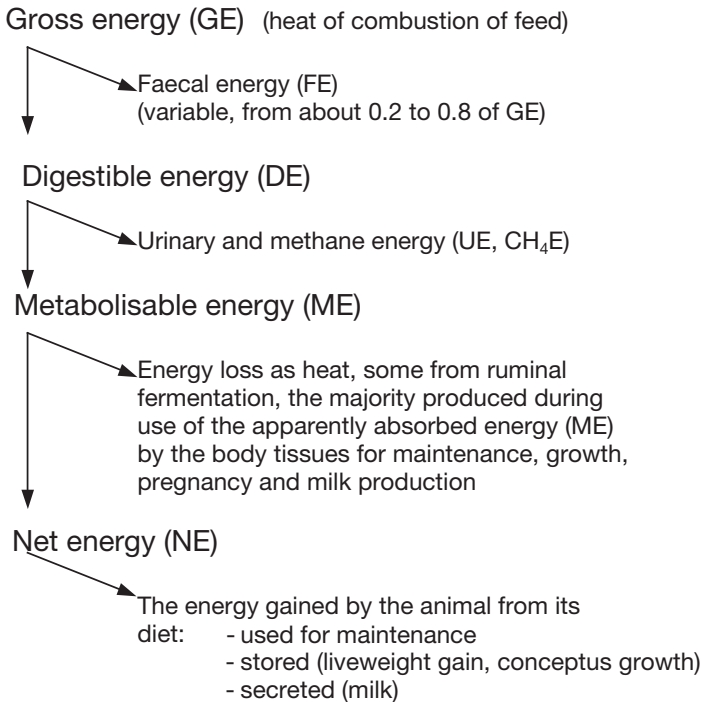 Gross energy (GE) (heat of combustion of feed)
Faecal energy (FE)
(variable, from about 0.2 to 0.8 of GE)
Digestible energy (DE)
Urinary and methane energy (UE, CH₄E)
Metabolisable energy (ME)
Energy loss as heat, some from ruminal
fermentation, the majority produced during
use of the apparently absorbed energy (ME)
by the body tissues for maintenance, growth,
pregnancy and milk production
Net energy (NE)
The energy gained by the animal from its
diet: - used for maintenance
- stored (liveweight gain, conceptus growth)
- secreted (milk)